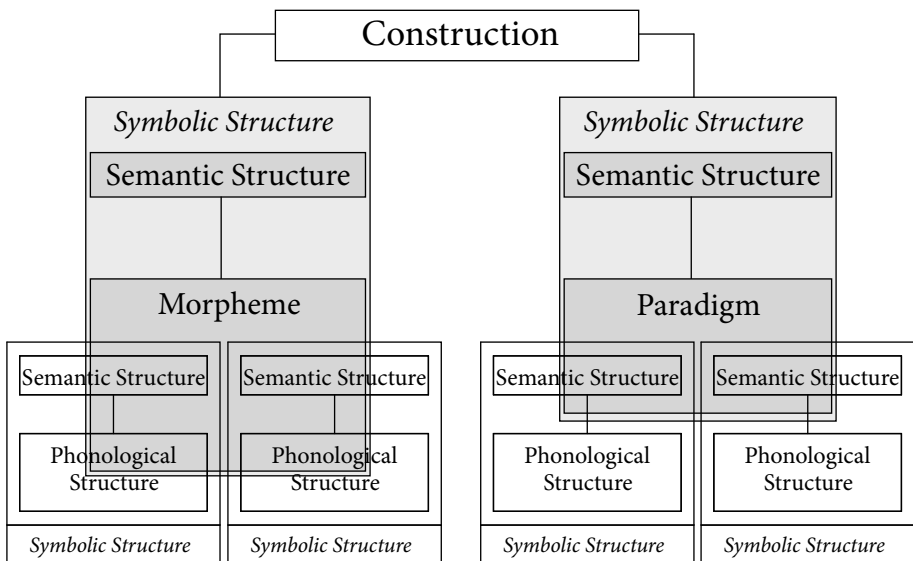 Construction
Symbolic Structure
Symbolic Structure
Semantic Structure
Semantic Structure
Morpheme
Paradigm
Semantic Structure
Semantic Structure
Semantic Structure
Semantic Structure
Phonological
Structure
Phonological
Structure
Phonological
Structure
Phonological
Structure
Symbolic Structure
Symbolic Structure
Symbolic Structure
Symbolic Structure